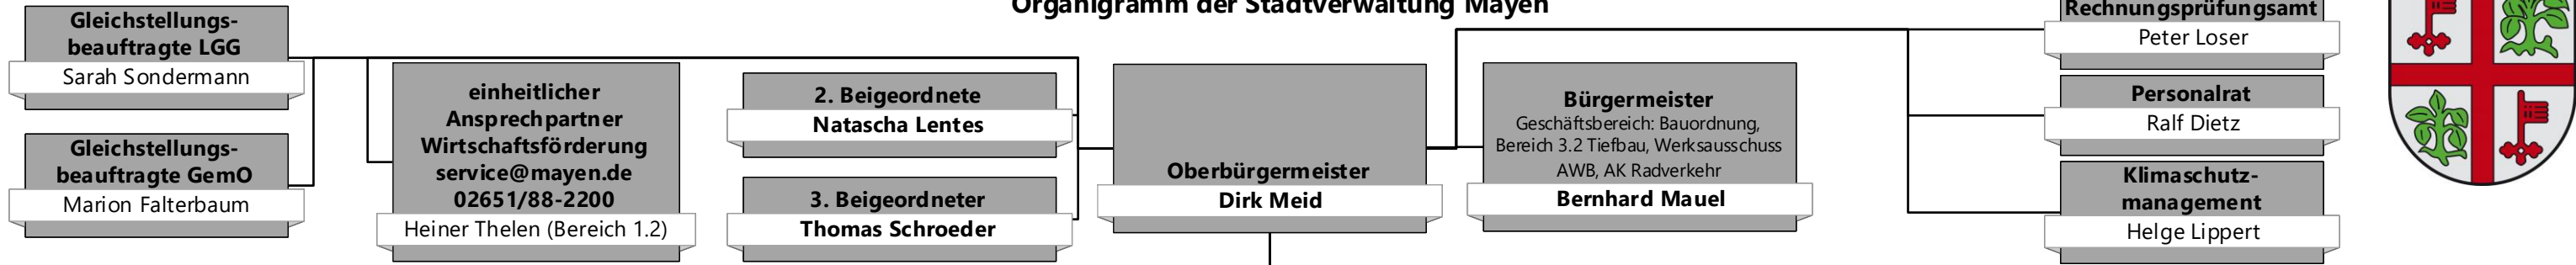 Organigramm der Stadtverwaltung Mayen
Gleichstellungs-
beauftragte LGG
Sarah Sondermann
Gleichstellungs-
beauftragte GemO
Marion Falterbaum
einheitlicher
Ansprechpartner
Wirtschaftsförderung
service@mayen.de
02651/88-2200
Heiner Thelen (Bereich 1.2)
2. Beigeordnete
Natascha Lentes
3. Beigeordneter
Thomas Schroeder
Oberbürgermeister
Dirk Meid
Bürgermeister
Geschäftsbereich: Bauordnung,
Bereich 3.2 Tiefbau, Werksausschuss
AWB, AK Radverkehr
Bernhard Mauel
Rechnungsprüfungsamt
Peter Loser
Personalrat
Ralf Dietz
Klimaschutz-
management
Helge Lippert